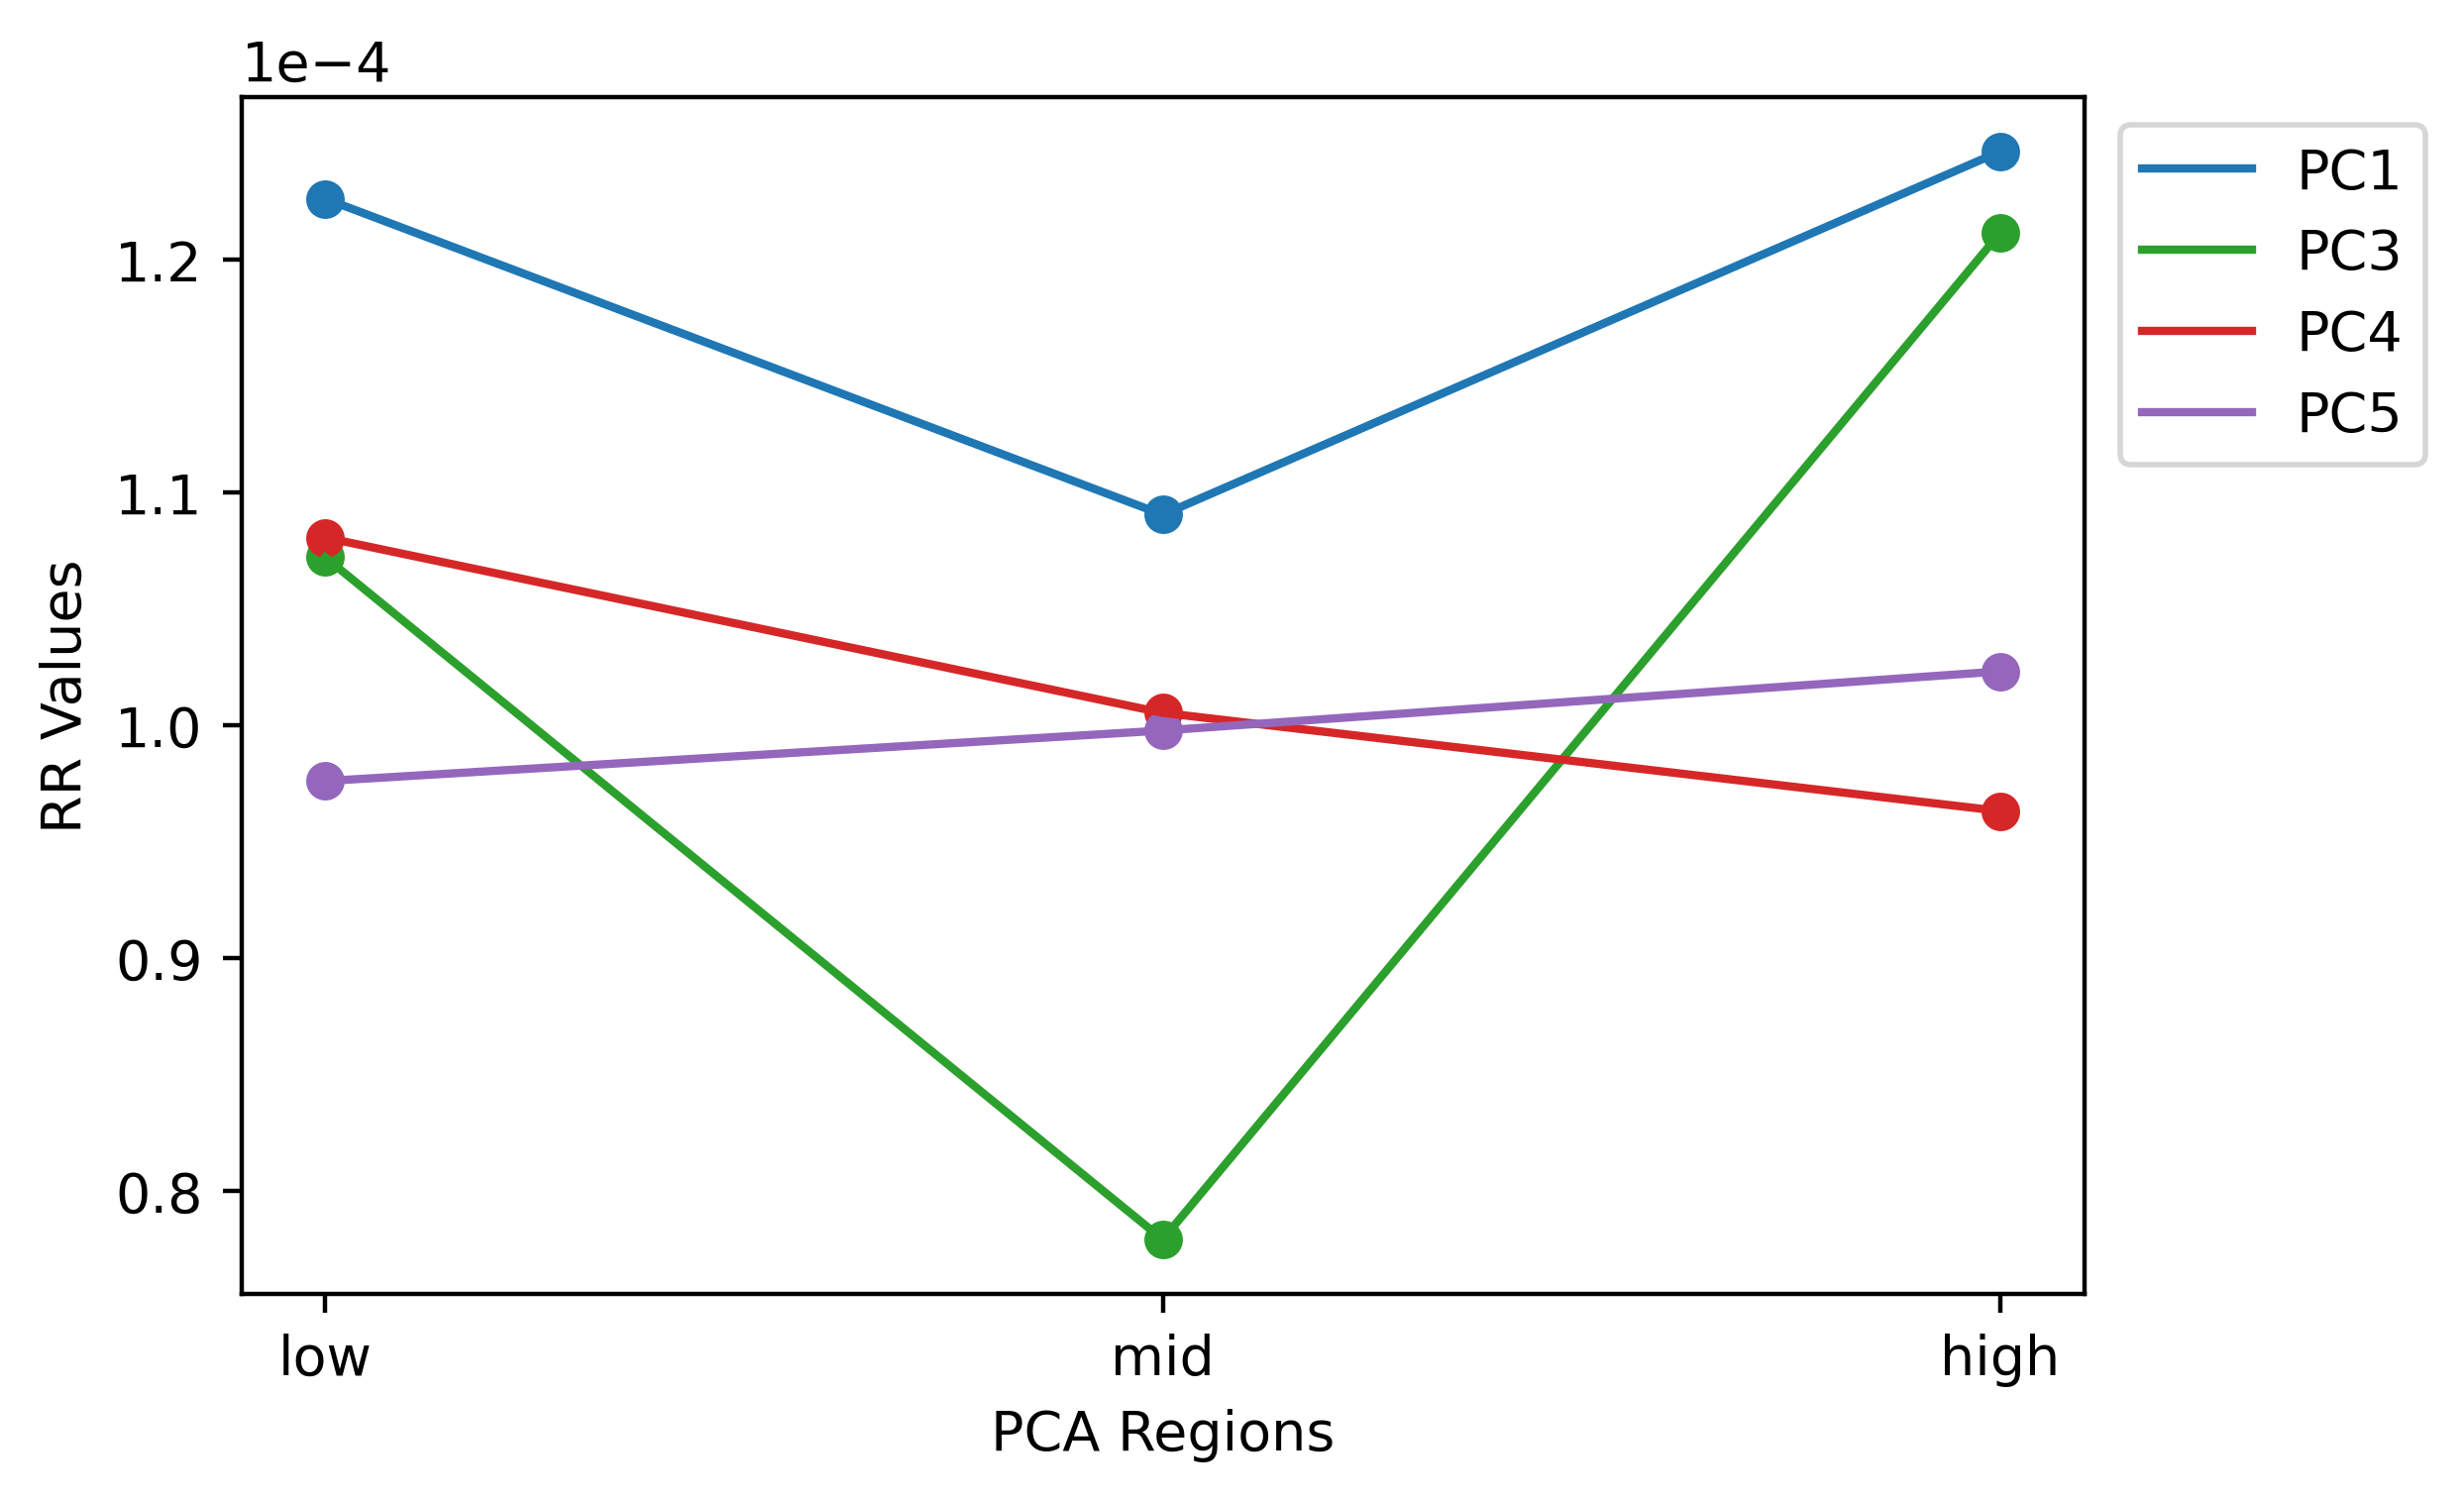 1e−4
1.2
1.1
1.0
0.9
0.8
RR Values
low
mid
high
PCA Regions
PC1
PC3
PC4
PC5